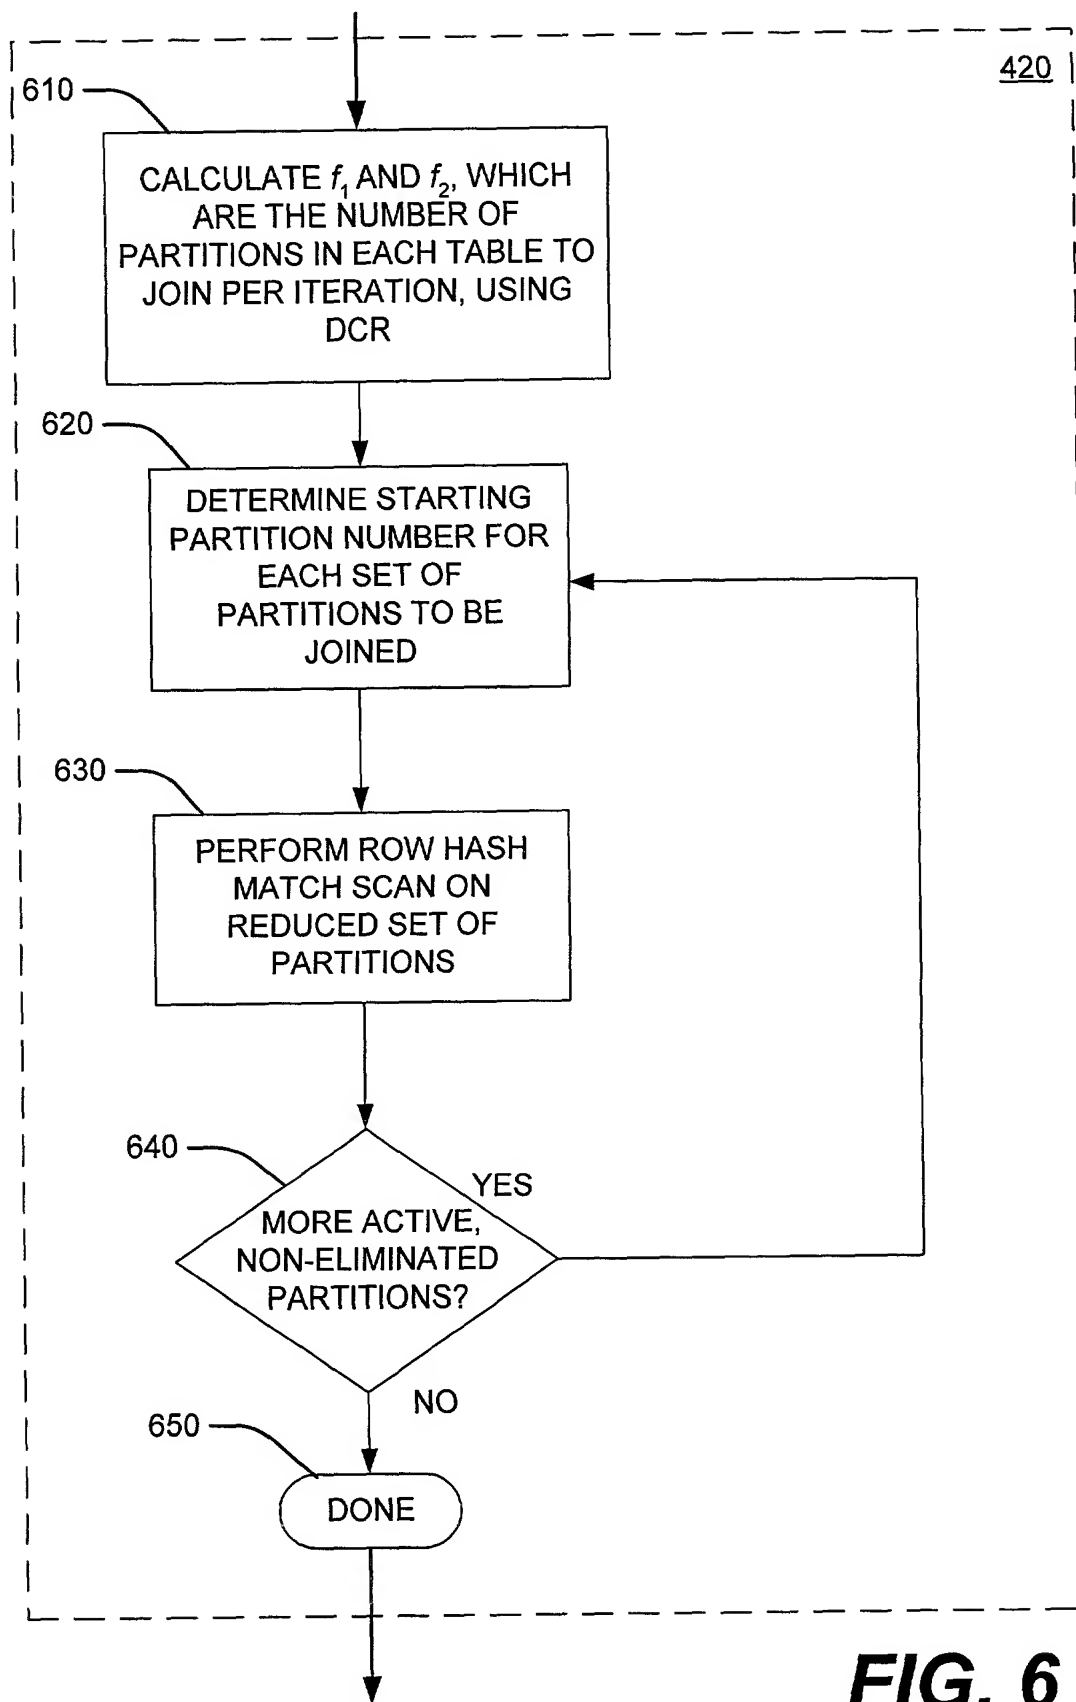 420
610
CALCULATE f1 AND f2, WHICH
ARE THE NUMBER OF
PARTITIONS IN EACH TABLE TO
JOIN PER ITERATION, USING
DCR
620
DETERMINE STARTING
PARTITION NUMBER FOR
EACH SET OF
PARTITIONS TO BE
JOINED
630
PERFORM ROW HASH
MATCH SCAN ON
REDUCED SET OF
PARTITIONS
640
YES
MORE ACTIVE,
NON-ELIMINATED
PARTITIONS?
NO
650
DONE
FIG. 6